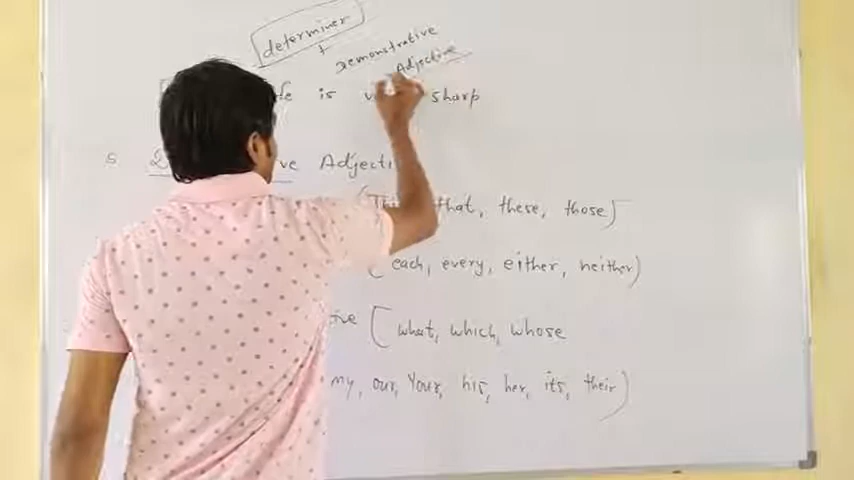 determiner
+
Demonstrative
Adjective
is sharp
5 Adjecti
that, these, those)
(each, every, either, neither)
[what, which, whose
my, our, Your, his, her, its, their)